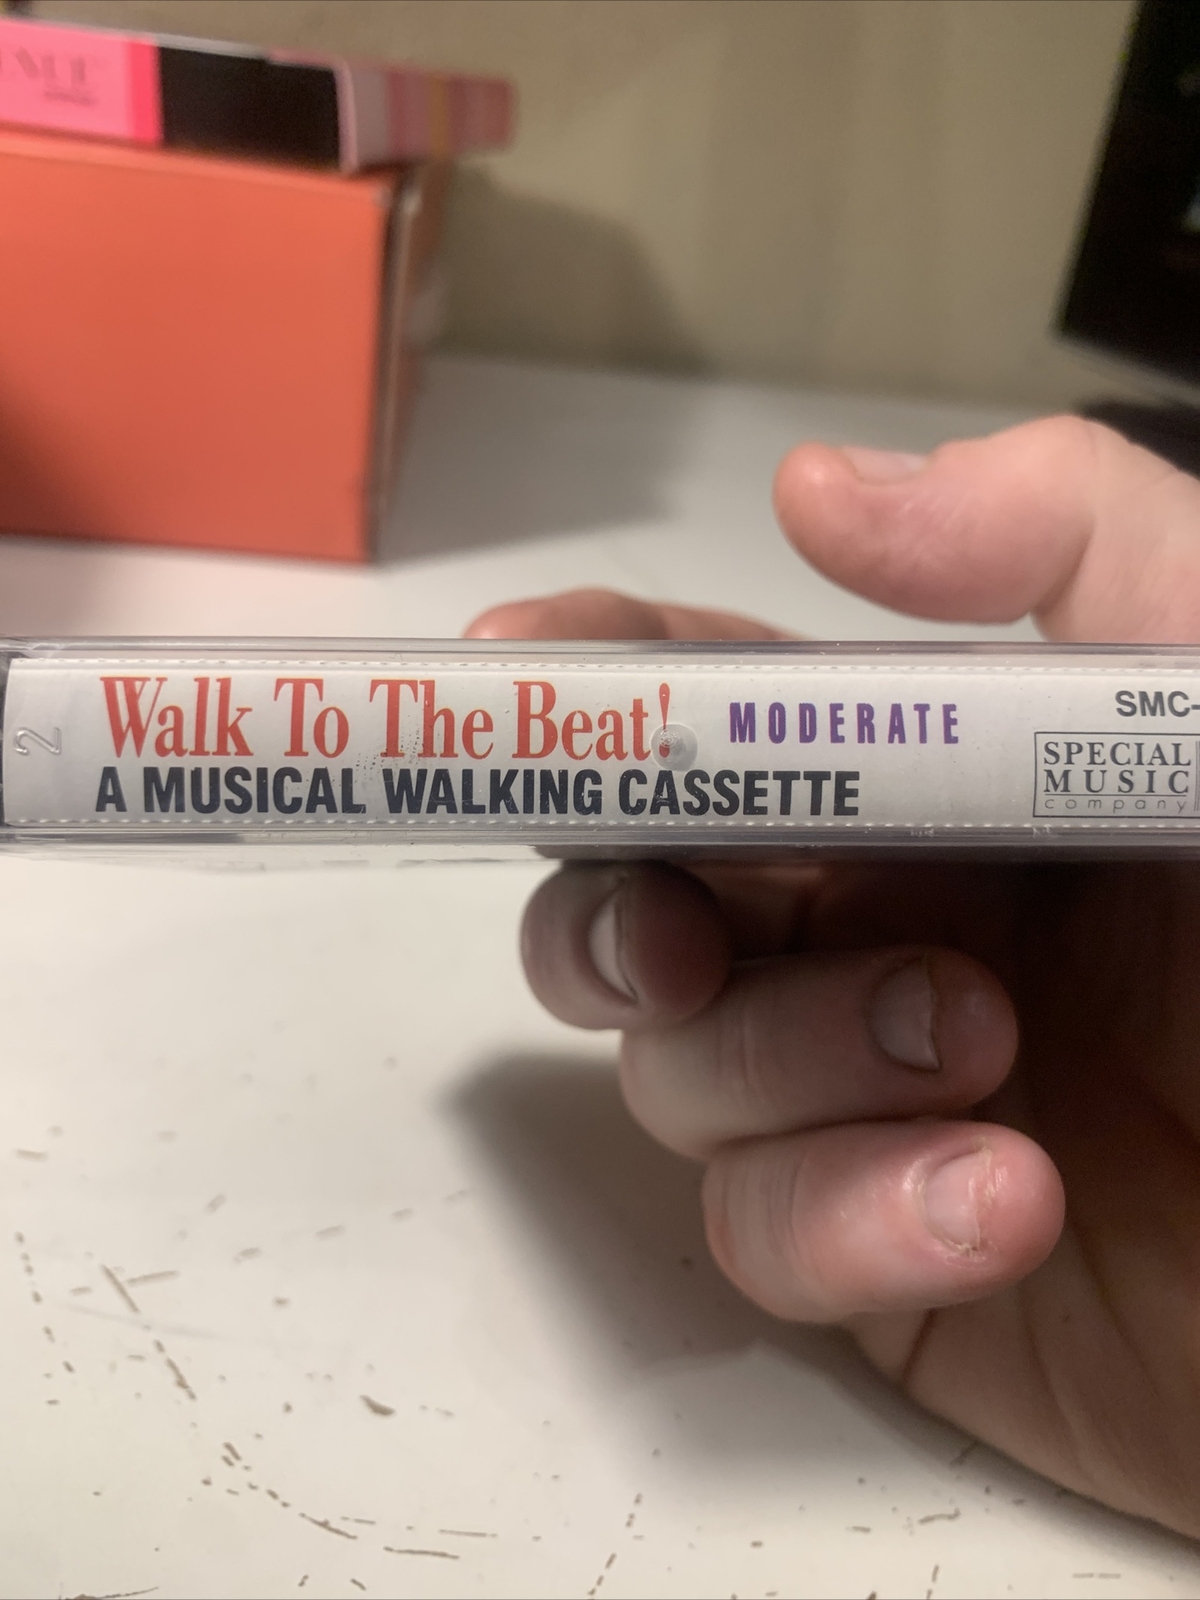 2
Walk To The Beat! MODERATE
A MUSICAL WALKING CASSETTE
SMC-
SPECIAL
MUSIC
company